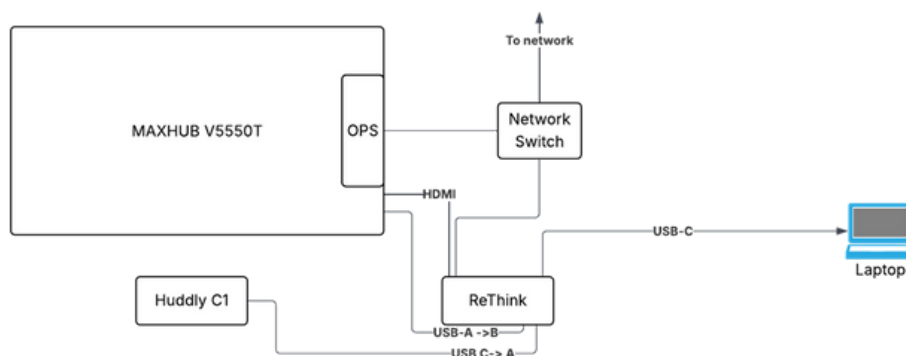 To network
MAXHUB V5550T
OPS
Network
Switch
HDMI
USB-C
Laptop
Huddly C1
ReThink
USB-A ->B
USB C-> A